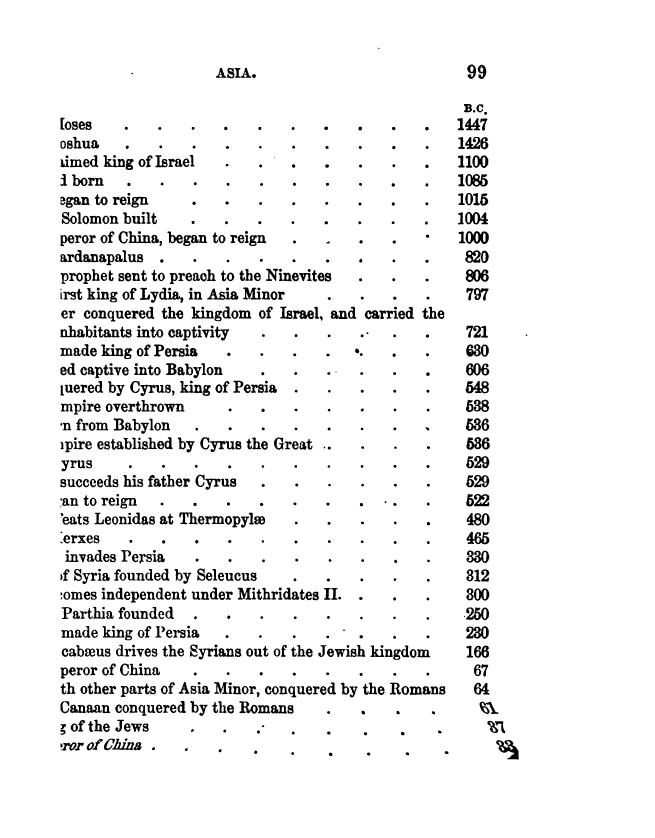 ASIA. 99
B.C.
oses . . . . . . . . . . 1447
oshua . . . . . . . . . . 1426
imed king of Israel . . . . . . . 1100
d born . . . . . . . . . . 1085
egan to reign . . . . . . . . 1015
Solomon built . . . . . . . . 1004
peror of China, began to reign . . . . . 1000
ardanapalus . . . . . . . . . 820
prophet sent to preach to the Ninevites . . . 806
irst king of Lydia, in Asia Minor . . . . 797
er conquered the kingdom of Israel, and carried the
nhabitants into captivity . . . . . . 721
made king of Persia . . . . . . . 630
ed captive into Babylon . . . . . . 606
quered by Cyrus, king of Persia . . . . . 548
mpire overthrown . . . . . . . 538
n from Babylon . . . . . . . . 536
pire established by Cyrus the Great . . . . 536
yrus . . . . . . . . . . 529
succeeds his father Cyrus . . . . . . 529
an to reign . . . . . . . . . 522
eats Leonidas at Thermopylæ . . . . . 480
erxes . . . . . . . . . . 465
invades Persia . . . . . . . . 330
of Syria founded by Seleucus . . . . . 312
omes independent under Mithridates II. . . . 300
Parthia founded . . . . . . . . 250
made king of Persia . . . . . . . 230
cabæus drives the Syrians out of the Jewish kingdom 166
peror of China . . . . . . . . 67
th other parts of Asia Minor, conquered by the Romans 64
Canaan conquered by the Romans . . . . 61
g of the Jews . . . . . . . . 37
ror of China . . . . . . . . .